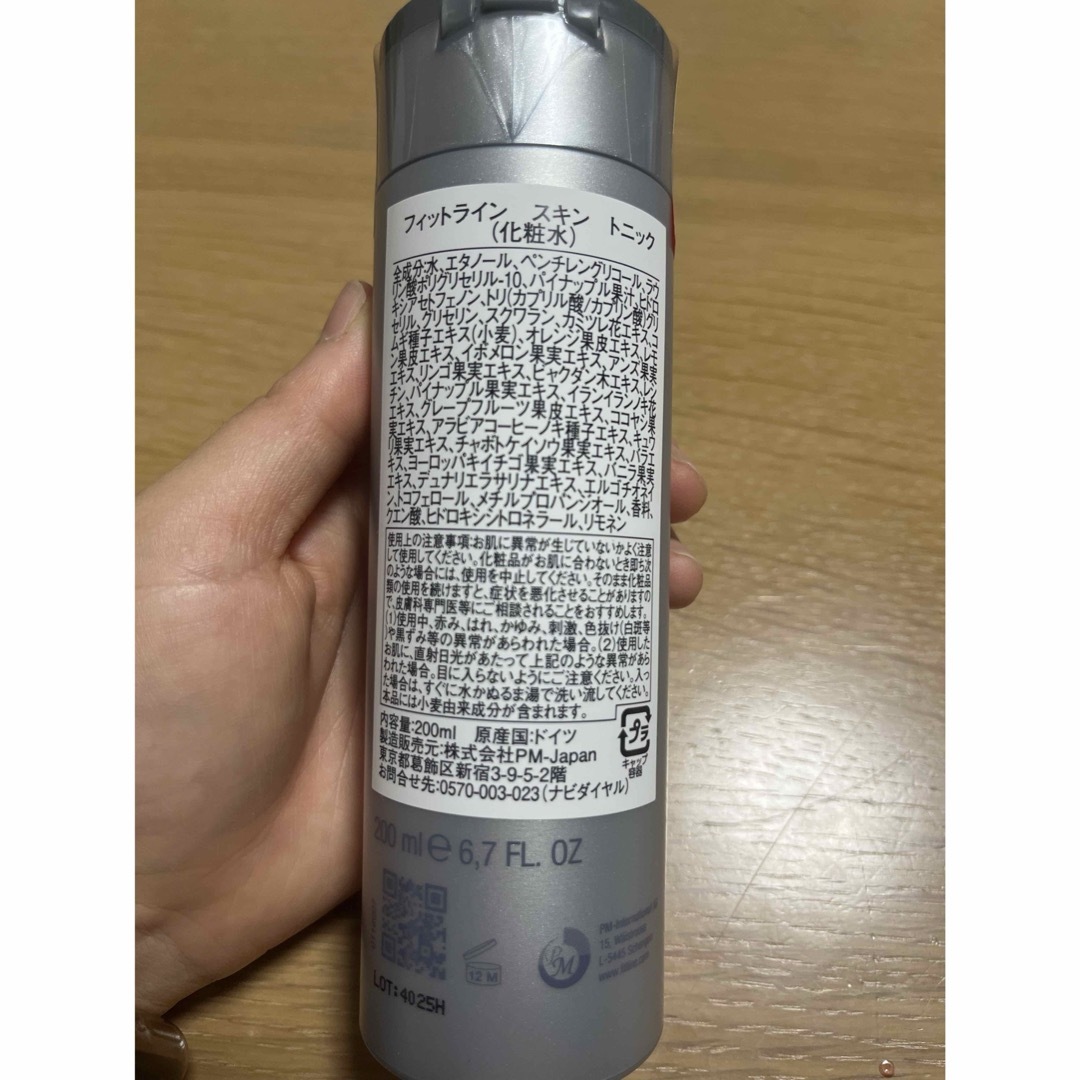 フィットライン スキン トニック
(化粧水)
全成分:水、エタノール、ペンチレングリコール、ラウ
リン酸ポリグリセリル-10、パイナップル果汁、ヒドロ
キシアセトフェノン、トリ(カプリル酸/カプリン酸)グリ
セリル、グリセリン、スクワラン、カミツレ花エキス、コ
ムギ種子エキス(小麦)、オレンジ果皮エキス、レモ
ン果皮エキス、イポメロン果実エキス、アンズ果実
エキス、リンゴ果実エキス、ビャクダン木エキス、レシ
チン、パイナップル果実エキス、イランイランノキ花
エキス、グレープフルーツ果皮エキス、ココヤシ果
実エキス、アラビアコーヒーノキ種子エキス、キュウ
リ果実エキス、チャボトケイソウ果実エキス、バラエ
キス、ヨーロッパキイチゴ果実エキス、バニラ果実
エキス、デュナリエラサリナエキス、エルゴチオネイ
ン、トコフェロール、メチルプロパンジオール、香料、
クエン酸、ヒドロキシシトロネラール、リモネン
使用上の注意事項:お肌に異常が生じていないかよく注意
して使用してください。化粧品がお肌に合わないとき即ち次
のような場合には、使用を中止してください。そのまま化粧品
類の使用を続けますと、症状を悪化させることがありますの
で、皮膚科専門医等にご相談されることをおすすめします。
(1)使用中、赤み、はれ、かゆみ、刺激、色抜け(白斑等
)や黒ずみ等の異常があらわれた場合。(2)使用した
お肌に、直射日光があたって上記のような異常があら
われた場合。目に入らないようにご注意ください。入っ
た場合は、すぐに水かぬるま湯で洗い流してください。
本品には小麦由来成分が含まれます。
内容量:200ml 原産国:ドイツ
製造販売元:株式会社PM-Japan
東京都葛飾区新宿3-9-5-2階
お問合せ先:0570-003-023(ナビダイヤル)
プラ
キャップ
容器
200 ml ℮ 6,7 FL. OZ
12 M
PM
PM-International
LOT:4025H